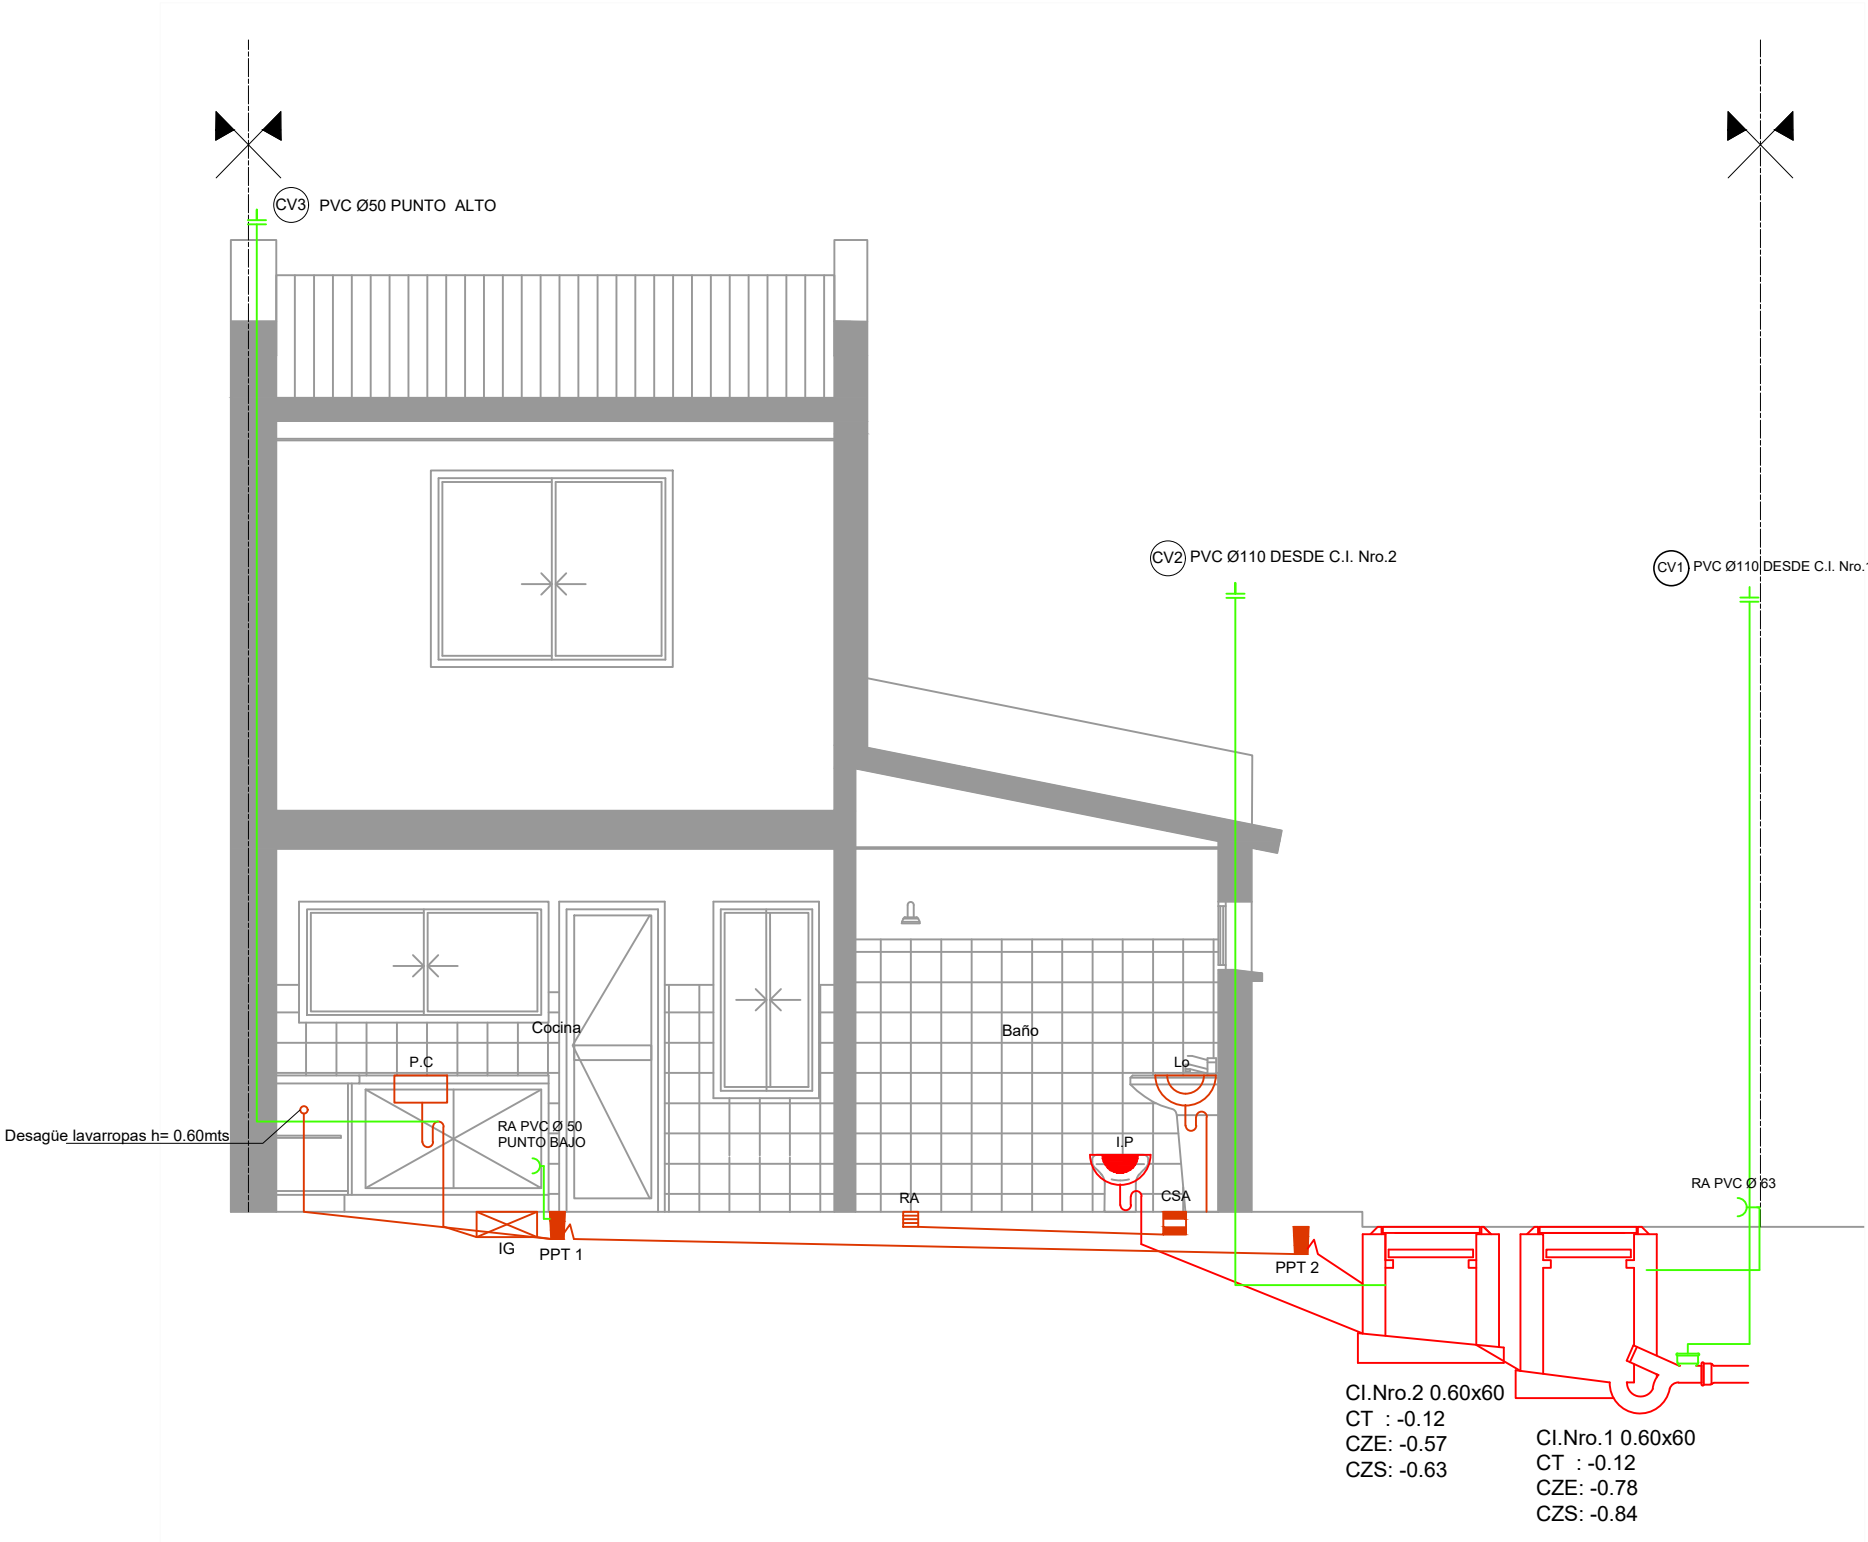 CV3 PVC Ø50 PUNTO ALTO
CV2 PVC Ø110 DESDE C.I. Nro.2
CV1 PVC Ø110 DESDE C.I. Nro.1
Cocina
Baño
P.C
Lo
Desagüe lavarropas h= 0.60mts
RA PVC Ø 50
PUNTO BAJO
I.P
RA
CSA
RA PVC Ø 63
IG
PPT 1
PPT 2
CI.Nro.2 0.60x60
CT : -0.12
CZE: -0.57
CZS: -0.63
CI.Nro.1 0.60x60
CT : -0.12
CZE: -0.78
CZS: -0.84